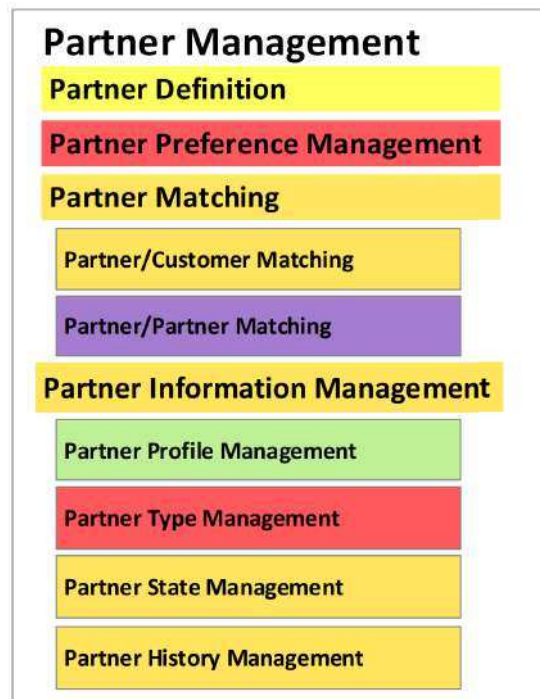 Partner Management
Partner Definition
Partner Preference Management
Partner Matching
Partner/Customer Matching
Partner/Partner Matching
Partner Information Management
Partner Profile Management
Partner Type Management
Partner State Management
Partner History Management